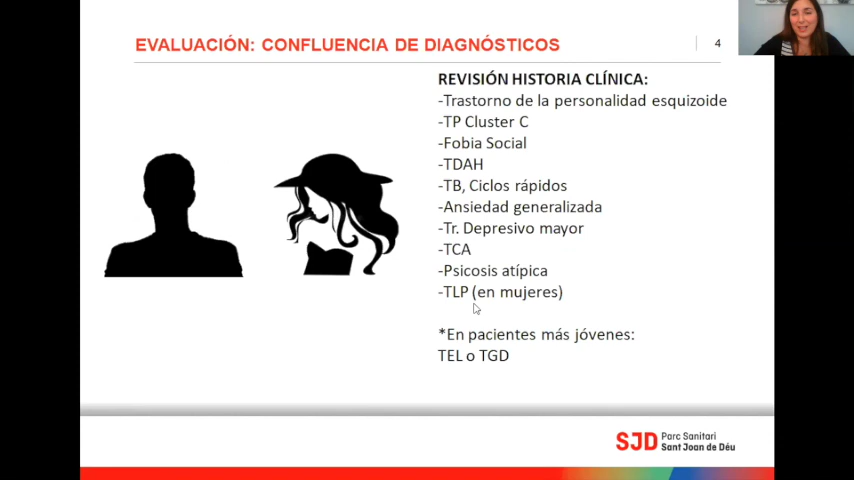 EVALUACIÓN: CONFLUENCIA DE DIAGNÓSTICOS
4
REVISIÓN HISTORIA CLÍNICA:
-Trastorno de la personalidad esquizoide
-TP Cluster C
-Fobia Social
-TDAH
-TB, Ciclos rápidos
-Ansiedad generalizada
-Tr. Depresivo mayor
-TCA
-Psicosis atípica
-TLP (en mujeres)
*En pacientes más jóvenes:
TEL o TGD
SJD Parc Sanitari
Sant Joan de Déu